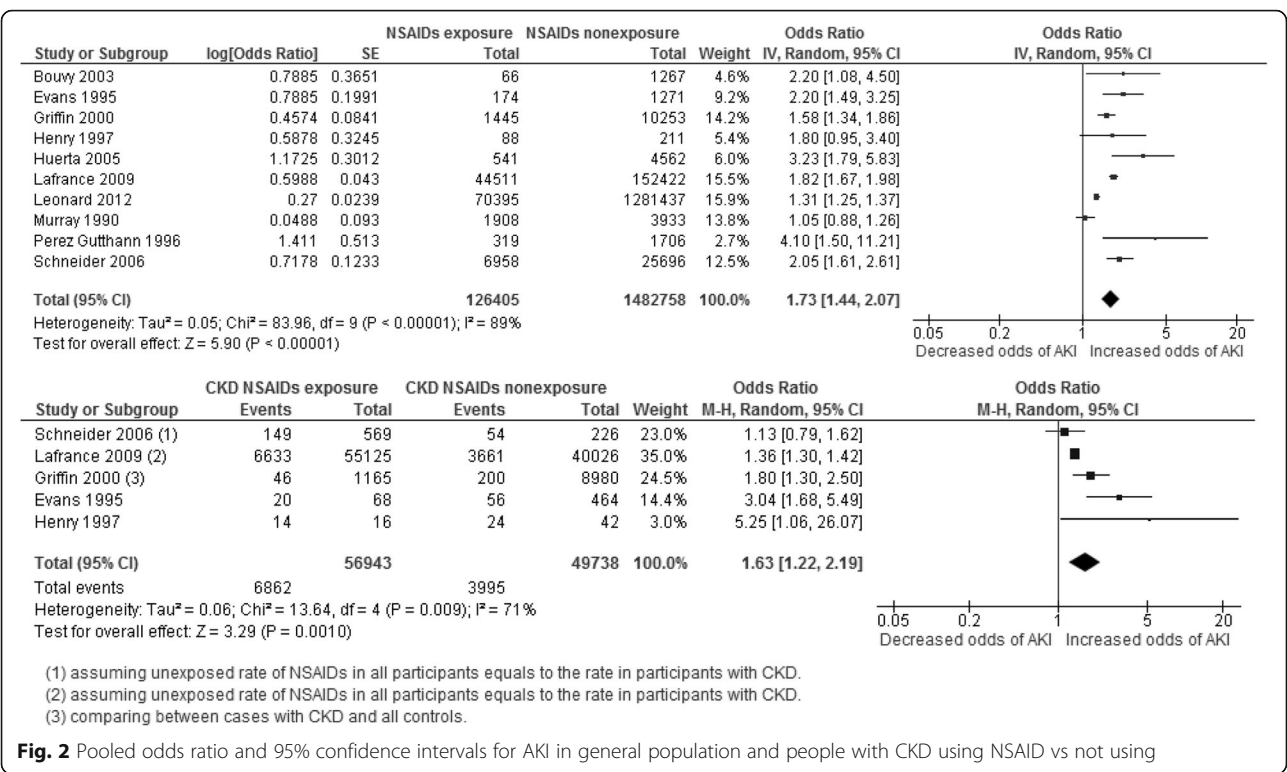 NSAIDs exposure NSAIDs nonexposure Odds Ratio Odds Ratio
Study or Subgroup log[Odds Ratio] SE Total Total Weight IV, Random, 95% CI IV, Random, 95% CI
Bouvy 2003 0.7885 0.3651 66 1267 4.6% 2.20 [1.08, 4.50]
Evans 1995 0.7885 0.1991 174 1271 9.2% 2.20 [1.49, 3.25]
Griffin 2000 0.4574 0.0841 1445 10253 14.2% 1.58 [1.34, 1.86]
Henry 1997 0.5878 0.3245 88 211 5.4% 1.80 [0.95, 3.40]
Huerta 2005 1.1725 0.3012 541 4562 6.0% 3.23 [1.79, 5.83]
Lafrance 2009 0.5988 0.043 44511 152422 15.5% 1.82 [1.67, 1.98]
Leonard 2012 0.27 0.0239 70395 1281437 15.9% 1.31 [1.25, 1.37]
Murray 1990 0.0488 0.093 1908 3933 13.8% 1.05 [0.88, 1.26]
Perez Gutthann 1996 1.411 0.513 319 1706 2.7% 4.10 [1.50, 11.21]
Schneider 2006 0.7178 0.1233 6958 25696 12.5% 2.05 [1.61, 2.61]
Total (95% CI) 126405 1482758 100.0% 1.73 [1.44, 2.07]
Heterogeneity: Tau² = 0.05; Chi² = 83.96, df = 9 (P < 0.00001); I² = 89%
Test for overall effect: Z = 5.90 (P < 0.00001)
0.05 0.2 1 5 20
Decreased odds of AKI Increased odds of AKI
CKD NSAIDs exposure CKD NSAIDs nonexposure Odds Ratio Odds Ratio
Study or Subgroup Events Total Events Total Weight M-H, Random, 95% CI M-H, Random, 95% CI
Schneider 2006 (1) 149 569 54 226 23.0% 1.13 [0.79, 1.62]
Lafrance 2009 (2) 6633 55125 3661 40026 35.0% 1.36 [1.30, 1.42]
Griffin 2000 (3) 46 1165 200 8980 24.5% 1.80 [1.30, 2.50]
Evans 1995 20 68 56 464 14.4% 3.04 [1.68, 5.49]
Henry 1997 14 16 24 42 3.0% 5.25 [1.06, 26.07]
Total (95% CI) 56943 49738 100.0% 1.63 [1.22, 2.19]
Total events 6862 3995
Heterogeneity: Tau² = 0.06; Chi² = 13.64, df = 4 (P = 0.009); I² = 71%
Test for overall effect: Z = 3.29 (P = 0.0010)
0.05 0.2 1 5 20
Decreased odds of AKI Increased odds of AKI
(1) assuming unexposed rate of NSAIDs in all participants equals to the rate in participants with CKD.
(2) assuming unexposed rate of NSAIDs in all participants equals to the rate in participants with CKD.
(3) comparing between cases with CKD and all controls.
Fig. 2 Pooled odds ratio and 95% confidence intervals for AKI in general population and people with CKD using NSAID vs not using